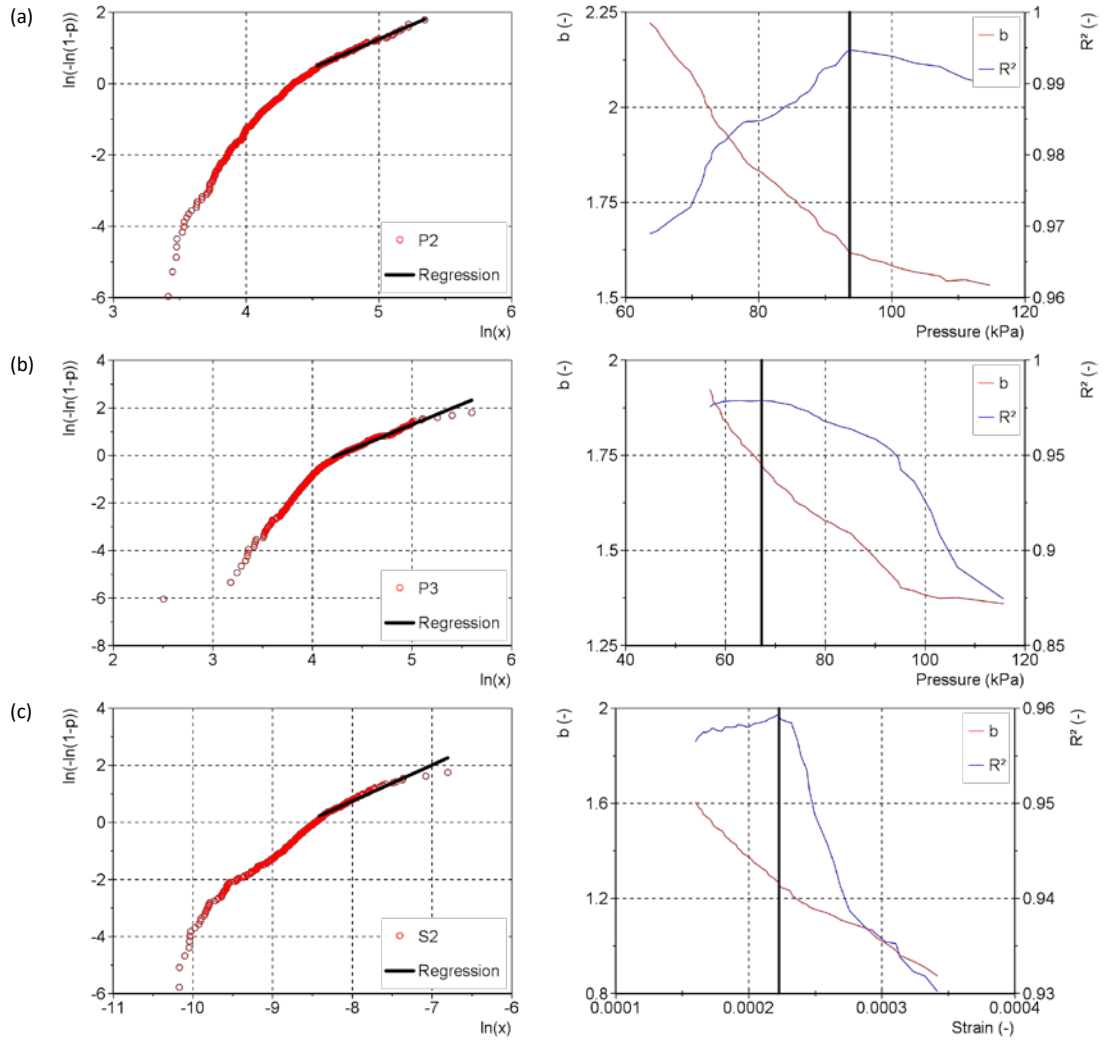 (a)
ln(-ln(1-p))
2
0
-2
-4
-6
3
4
5
6
ln(x)
P2
Regression
b (-)
2.25
2
1.75
1.5
60
80
100
120
Pressure (kPa)
R² (-)
1
0.99
0.98
0.97
0.96
b
R²
(b)
ln(-ln(1-p))
4
2
0
-2
-4
-6
-8
2
3
4
5
6
ln(x)
P3
Regression
b (-)
2
1.75
1.5
1.25
40
60
80
100
120
Pressure (kPa)
R² (-)
1
0.95
0.9
0.85
b
R²
(c)
ln(-ln(1-p))
4
2
0
-2
-4
-6
-11
-10
-9
-8
-7
-6
ln(x)
S2
Regression
b (-)
2
1.6
1.2
0.8
0.0001
0.0002
0.0003
0.0004
Strain (-)
R² (-)
0.96
0.95
0.94
0.93
b
R²